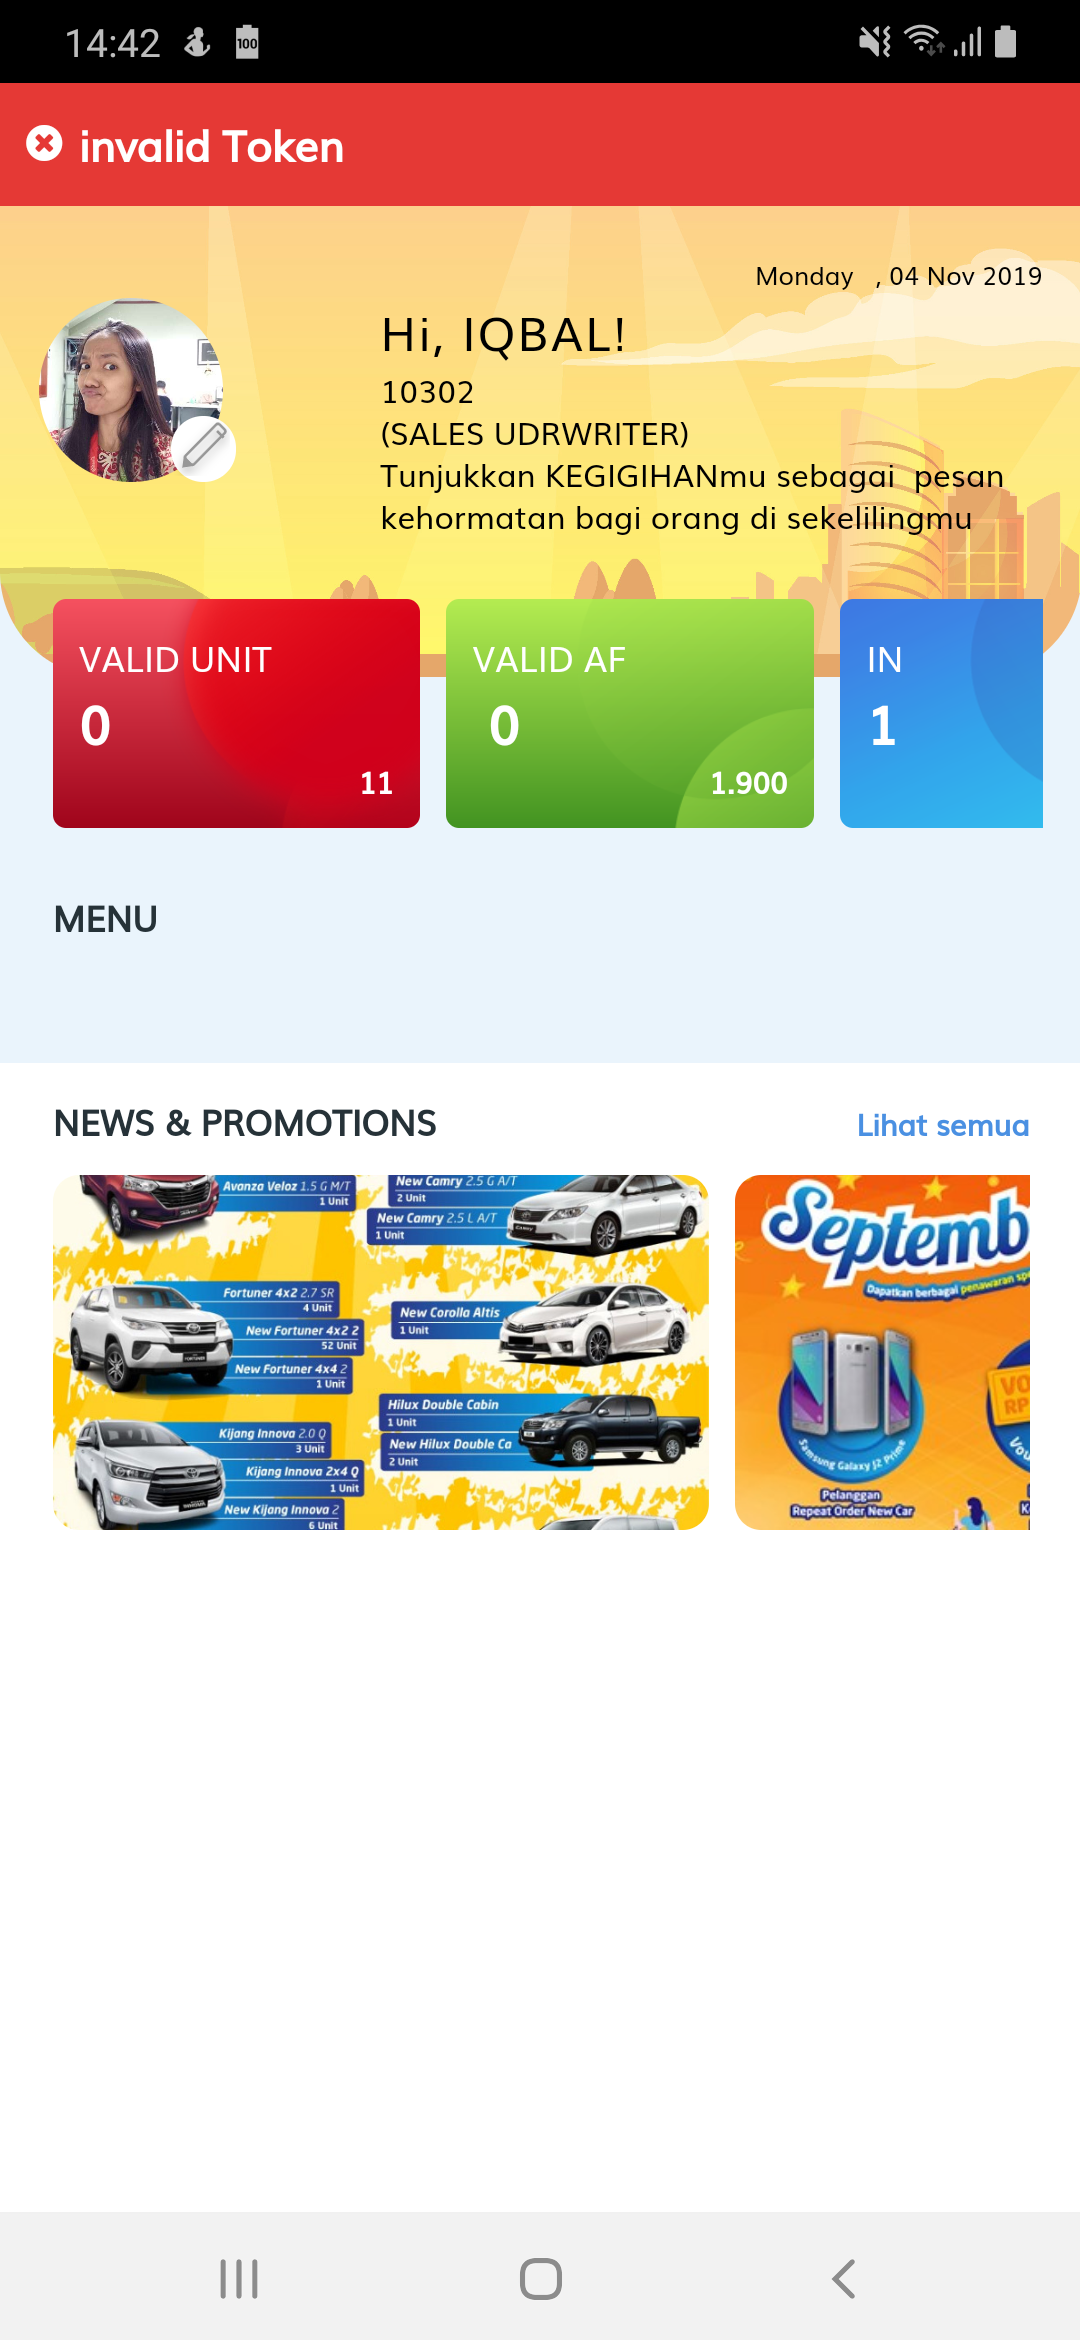 14:42
100
invalid Token
Monday , 04 Nov 2019
Hi, IQBAL!
10302
(SALES UDRWRITER)
Tunjukkan KEGIGIHANmu sebagai pesan
kehormatan bagi orang di sekelilingmu
VALID UNIT
0
11
VALID AF
0
1.900
IN
1
MENU
NEWS & PROMOTIONS
Lihat semua
Avanza Veloz 1.5 G M/T
1 Unit
New Camry 2.5 G A/T
2 Unit
New Camry 2.5 L A/T
1 Unit
Fortuner 4x2 2.7 SR
4 Unit
New Fortuner 4x2 2
52 Unit
New Fortuner 4x4 2
1 Unit
New Corolla Altis
1 Unit
Kijang Innova 2.0 Q
3 Unit
Kijang Innova 2x4 Q
1 Unit
New Kijang Innova 2
6 Unit
Hilux Double Cabin
1 Unit
New Hilux Double Ca
2 Unit
Septemb
Dapatkan berbagai penawaran spe
Samsung Galaxy J2 Prime
Pelanggan
Repeat Order New Car
VO
RP
Vou
K